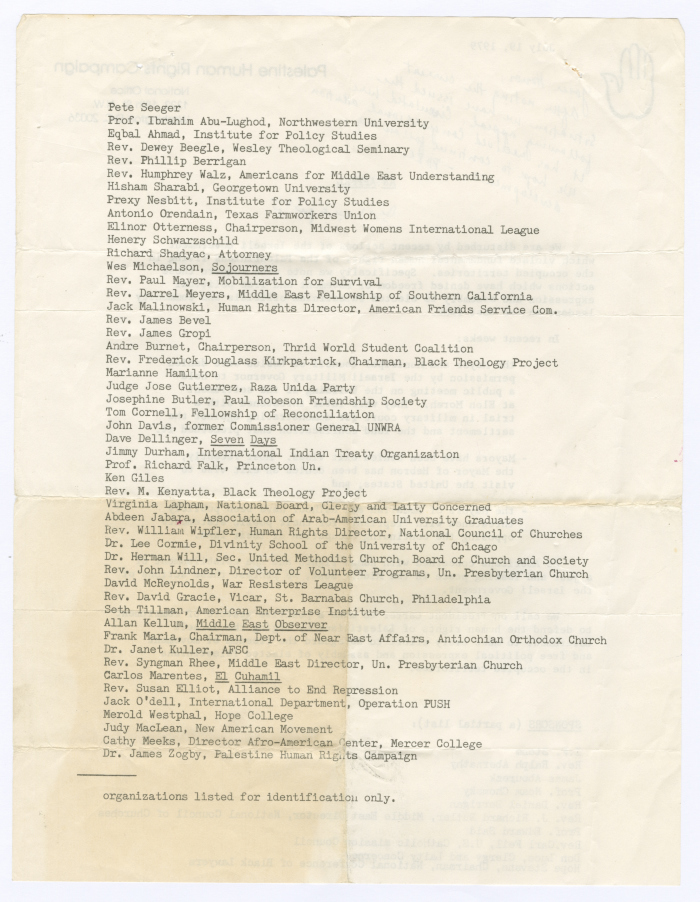 Pete Seeger
Prof. Ibrahim Abu-Lughod, Northwestern University
Eqbal Ahmad, Institute for Policy Studies
Rev. Dewey Beegle, Wesley Theological Seminary
Rev. Phillip Berrigan
Rev. Humphrey Walz, Americans for Middle East Understanding
Hisham Sharabi, Georgetown University
Prexy Nesbitt, Institute for Policy Studies
Antonio Orendain, Texas Farmworkers Union
Elinor Otterness, Chairperson, Midwest Womens International League
Henery Schwarzschild
Richard Shadyac, Attorney
Wes Michaelson, Sojourners
Rev. Paul Mayer, Mobilization for Survival
Rev. Darrel Meyers, Middle East Fellowship of Southern California
Jack Malinowski, Human Rights Director, American Friends Service Com.
Rev. James Bevel
Rev. James Gropi
Andre Burnet, Chairperson, Thrid World Student Coalition
Rev. Frederick Douglass Kirkpatrick, Chairman, Black Theology Project
Marianne Hamilton
Judge Jose Gutierrez, Raza Unida Party
Josephine Butler, Paul Robeson Friendship Society
Tom Cornell, Fellowship of Reconciliation
John Davis, former Commissioner General UNWRA
Dave Dellinger, Seven Days
Jimmy Durham, International Indian Treaty Organization
Prof. Richard Falk, Princeton Un.
Ken Giles
Rev. M. Kenyatta, Black Theology Project
Virginia Lapham, National Board, Clergy and Laity Concerned
Abdeen Jabara, Association of Arab-American University Graduates
Rev. William Wipfler, Human Rights Director, National Council of Churches
Dr. Lee Cormie, Divinity School of the University of Chicago
Dr. Herman Will, Sec. United Methodist Church, Board of Church and Society
Rev. John Lindner, Director of Volunteer Programs, Un. Presbyterian Church
David McReynolds, War Resisters League
Rev. David Gracie, Vicar, St. Barnabas Church, Philadelphia
Seth Tillman, American Enterprise Institute
Allan Kellum, Middle East Observer
Frank Maria, Chairman, Dept. of Near East Affairs, Antiochian Orthodox Church
Dr. Janet Kuller, AFSC
Rev. Syngman Rhee, Middle East Director, Un. Presbyterian Church
Carlos Marentes, El Cuhamil
Rev. Susan Elliot, Alliance to End Repression
Jack O'dell, International Department, Operation PUSH
Merold Westphal, Hope College
Judy MacLean, New American Movement
Cathy Meeks, Director Afro-American Center, Mercer College
Dr. James Zogby, Palestine Human Rights Campaign
organizations listed for identification only.